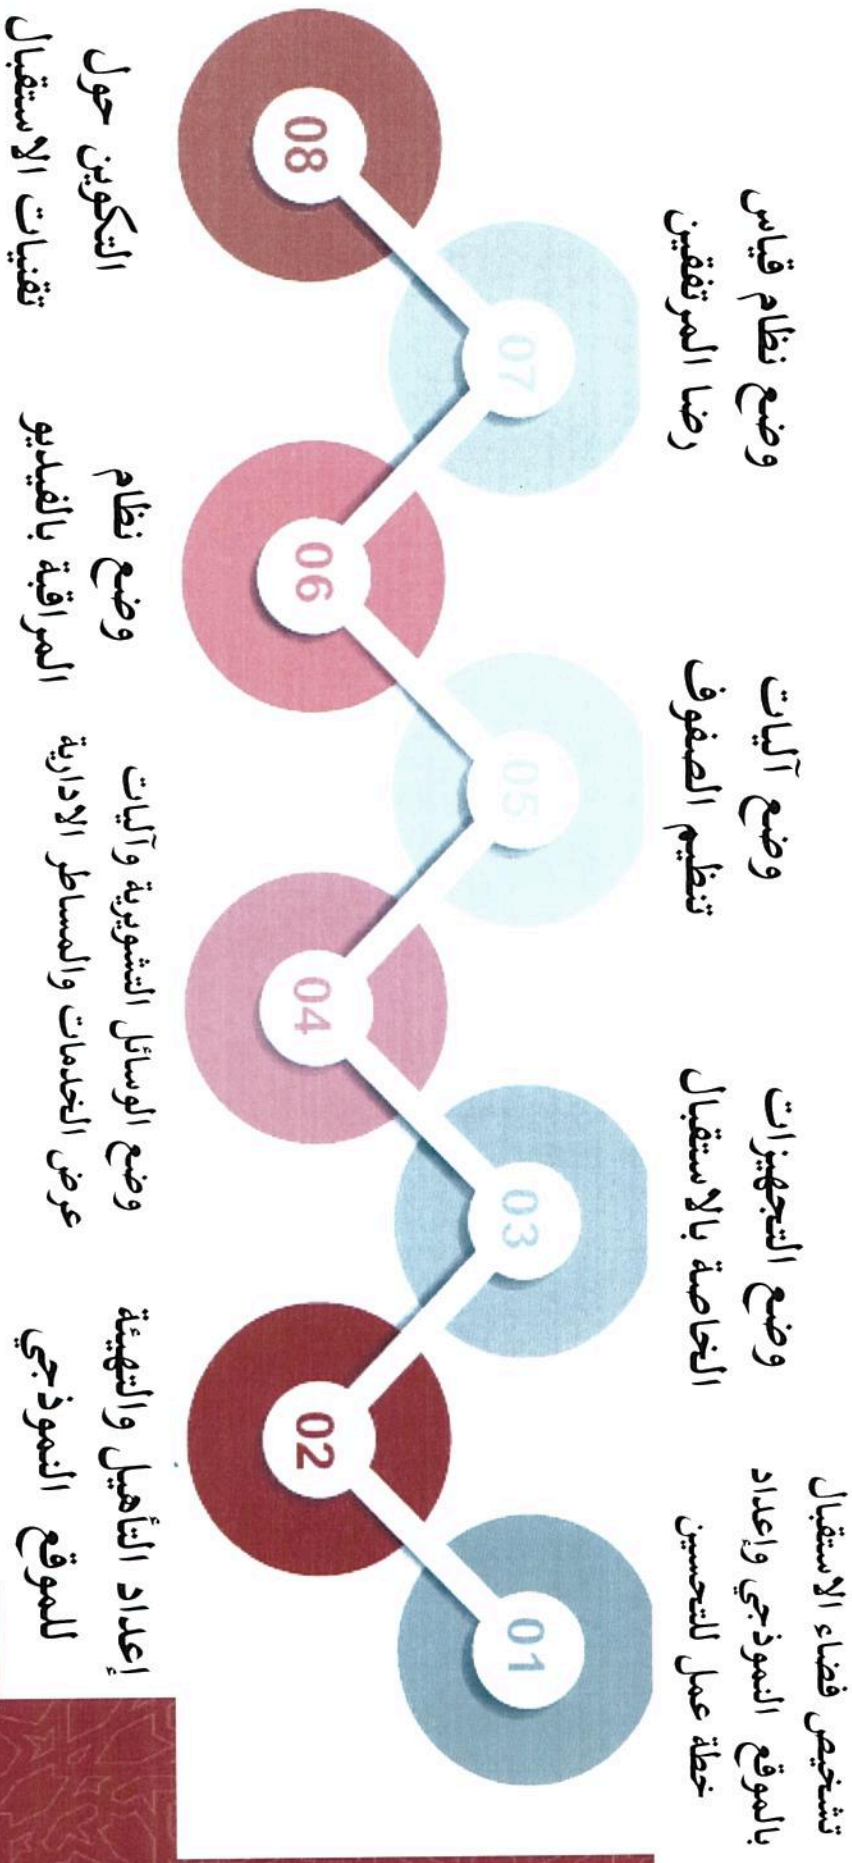 01
تشخيص فضاء الاستقبال
بالموقع النموذجي وإعداد
خطة عمل للتحسين
02
إعداد التأهيل والتهيئة
للموقع النموذجي
03
وضع التجهيزات
الخاصة بالاستقبال
04
وضع الوسائل التشويرية وآليات
عرض الخدمات والمساطر الادارية
05
وضع آليات
تنظيم الصفوف
06
وضع نظام
المراقبة بالفيديو
07
وضع نظام قياس
رضا المرتفقين
08
التكوين حول
تقنيات الاستقبال